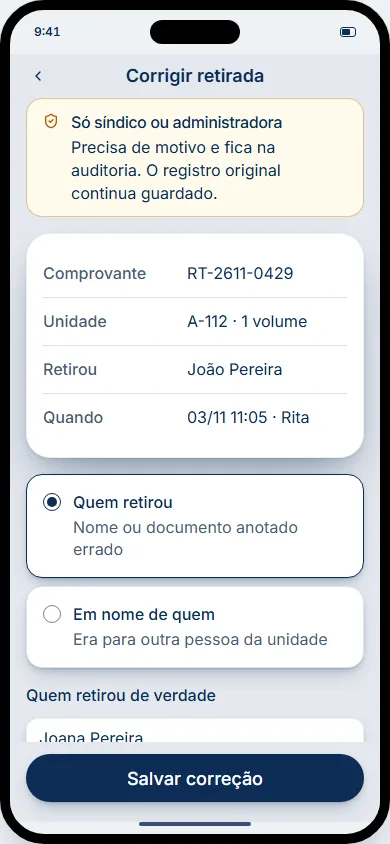 9:41
Corrigir retirada
Só síndico ou administradora
Precisa de motivo e fica na
auditoria. O registro original
continua guardado.
Comprovante RT-2611-0429
Unidade A-112 · 1 volume
Retirou João Pereira
Quando 03/11 11:05 · Rita
Quem retirou
Nome ou documento anotado
errado
Em nome de quem
Era para outra pessoa da unidade
Quem retirou de verdade
Joana Pereira
Salvar correção